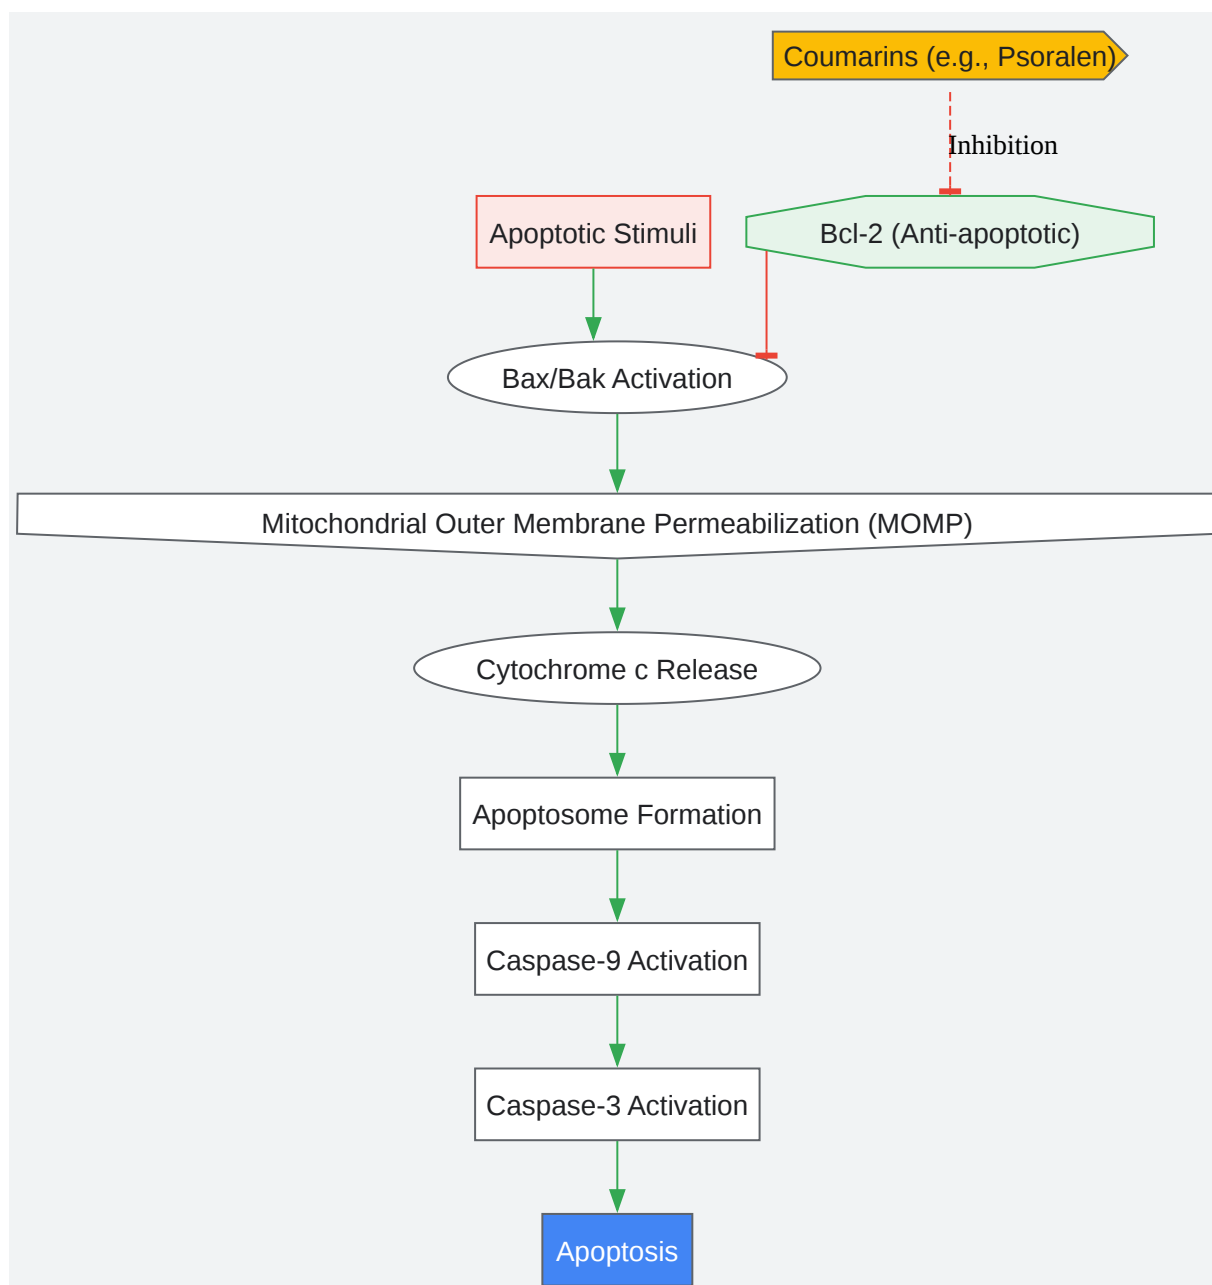 Coumarins (e.g., Psoralen)
Inhibition
Apoptotic Stimuli
Bcl-2 (Anti-apoptotic)
Bax/Bak Activation
Mitochondrial Outer Membrane Permeabilization (MOMP)
Cytochrome c Release
Apoptosome Formation
Caspase-9 Activation
Caspase-3 Activation
Apoptosis